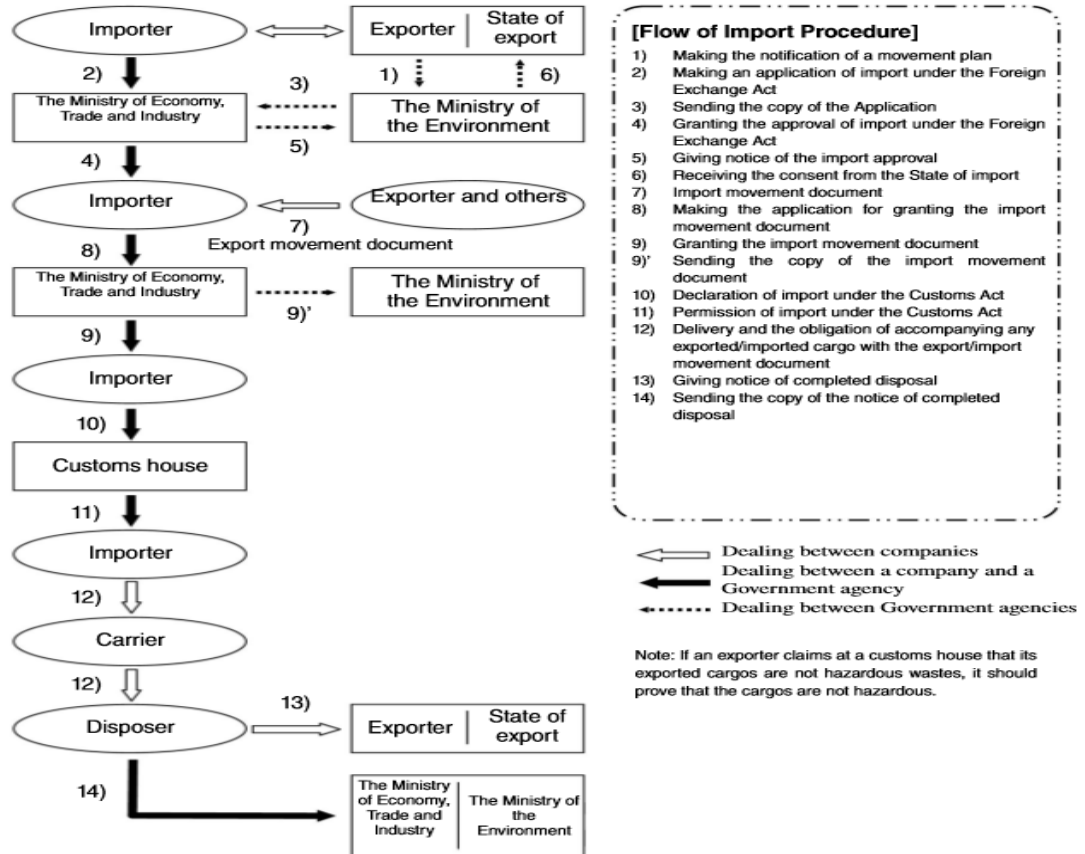 Importer
Exporter
State of
export
2)
3)
1)
6)
The Ministry of Economy,
Trade and Industry
The Ministry of
the Environment
5)
4)
Importer
Exporter and others
7)
Export movement document
8)
The Ministry of Economy,
Trade and Industry
The Ministry of
the Environment
9)'
9)
Importer
10)
Customs house
11)
Importer
12)
Carrier
12)
Disposer
13)
Exporter
State of
export
14)
The Ministry
of Economy,
Trade and
Industry
The Ministry of
the
Environment
[Flow of Import Procedure]
1) Making the notification of a movement plan
2) Making an application of import under the Foreign
Exchange Act
3) Sending the copy of the Application
4) Granting the approval of import under the Foreign
Exchange Act
5) Giving notice of the import approval
6) Receiving the consent from the State of import
7) Import movement document
8) Making the application for granting the import
movement document
9) Granting the import movement document
9)' Sending the copy of the import movement
document
10) Declaration of import under the Customs Act
11) Permission of import under the Customs Act
12) Delivery and the obligation of accompanying any
exported/imported cargo with the export/import
movement document
13) Giving notice of completed disposal
14) Sending the copy of the notice of completed
disposal
Dealing between companies
Dealing between a company and a
Government agency
Dealing between Government agencies
Note: If an exporter claims at a customs house that its
exported cargos are not hazardous wastes, it should
prove that the cargos are not hazardous.